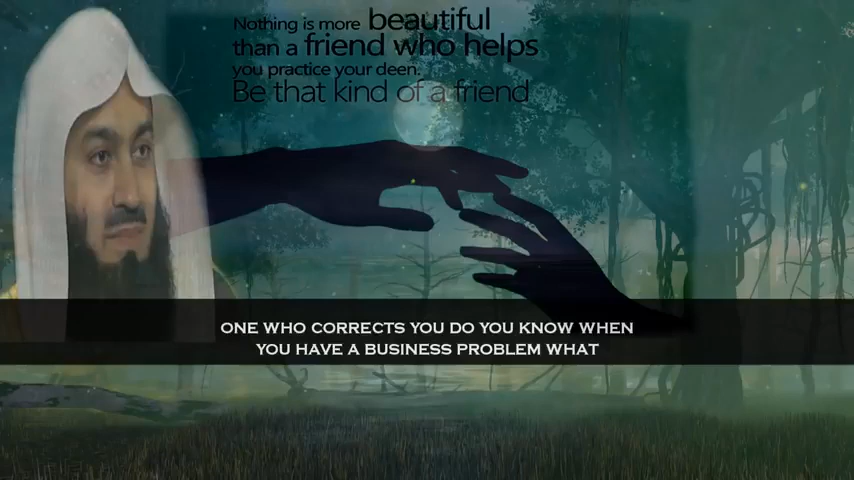 Nothing is more beautiful
than a friend who helps
you practice your deen.
Be that kind of a friend
ONE WHO CORRECTS YOU DO YOU KNOW WHEN
YOU HAVE A BUSINESS PROBLEM WHAT